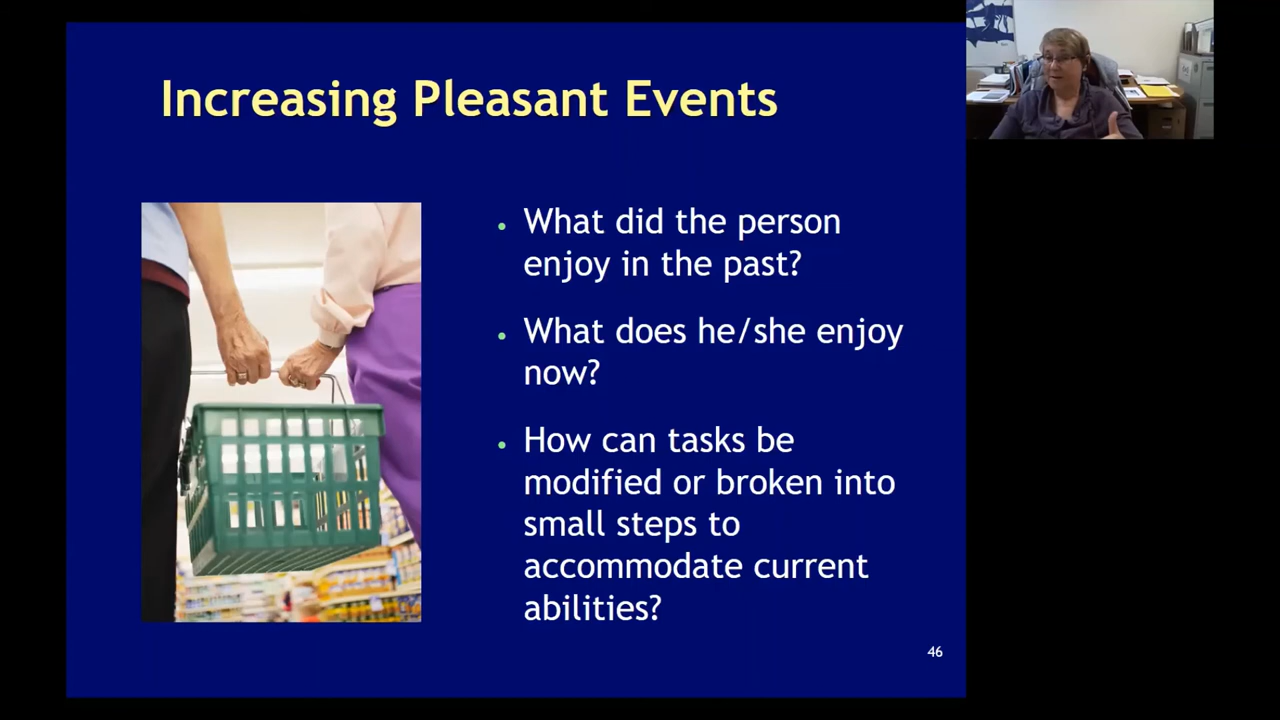 Increasing Pleasant Events
• What did the person
enjoy in the past?
• What does he/she enjoy
now?
• How can tasks be
modified or broken into
small steps to
accommodate current
abilities?
46